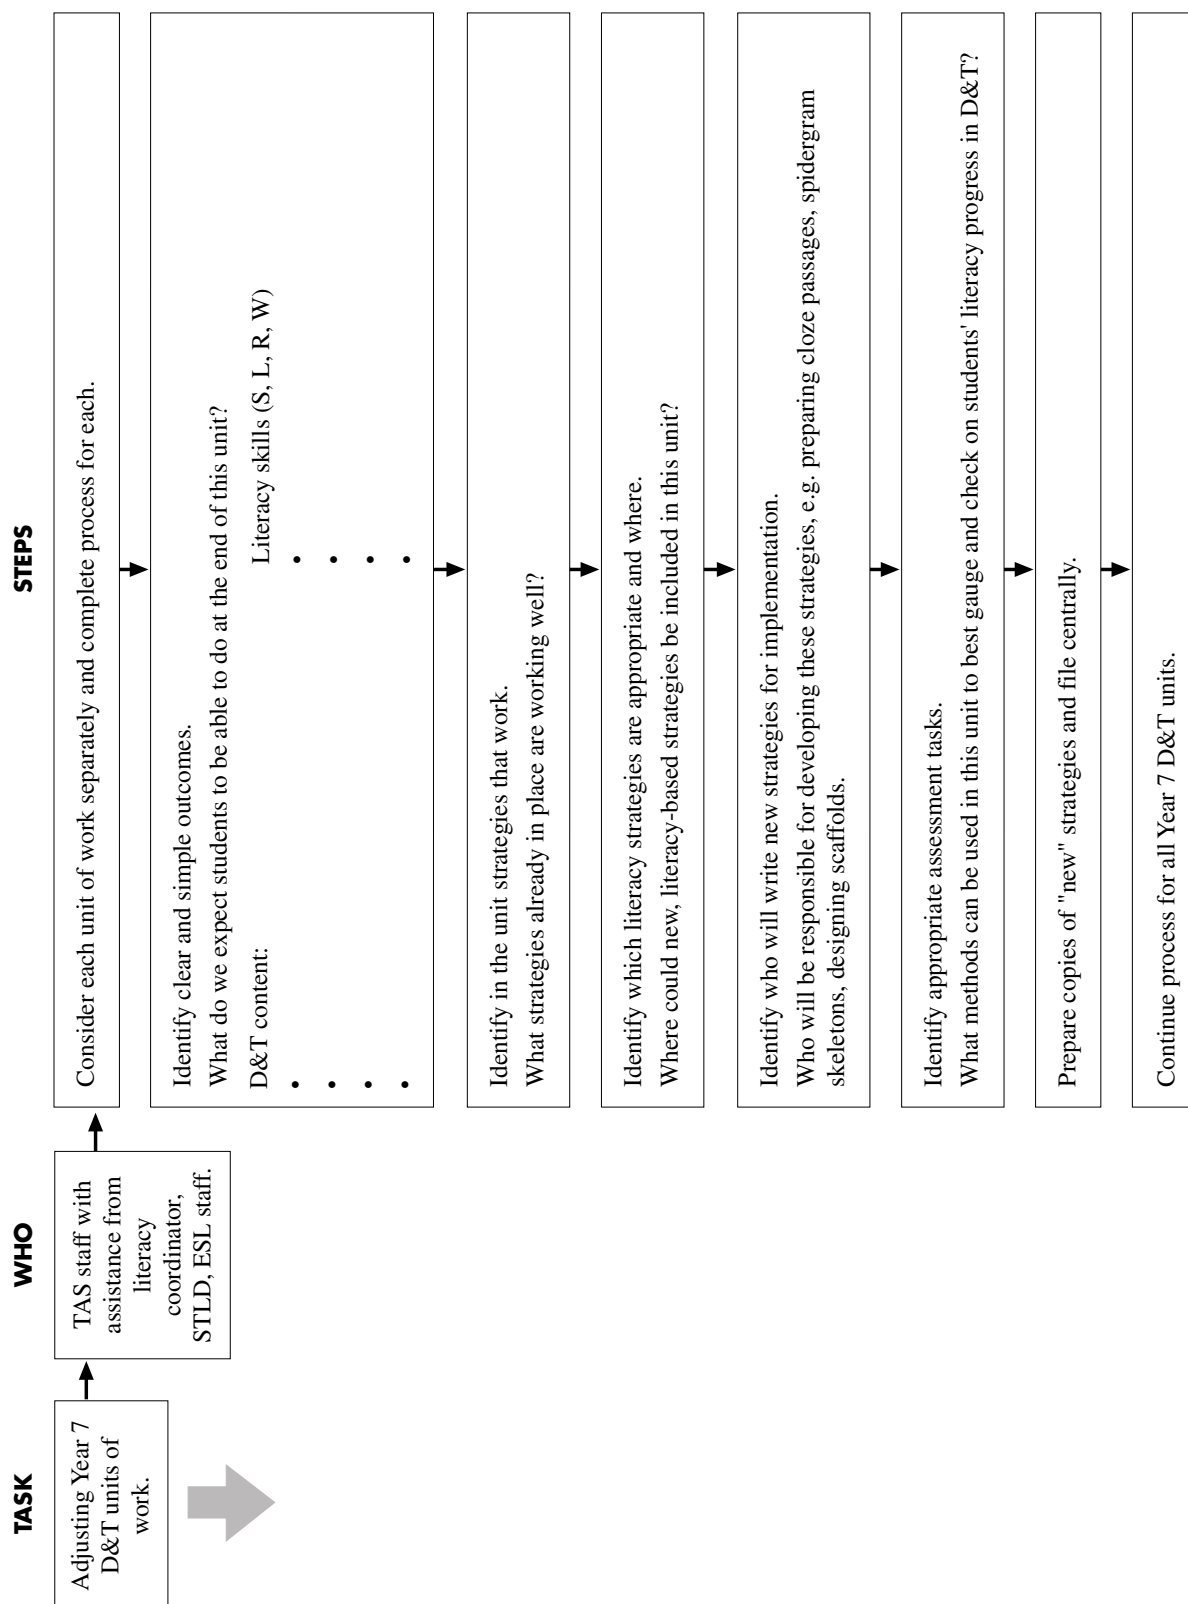 TASK
Adjusting Year 7
D&T units of
work.
WHO
TAS staff with
assistance from
literacy
coordinator,
STLD, ESL staff.
STEPS
Consider each unit of work separately and complete process for each.
Identify clear and simple outcomes.
What do we expect students to be able to do at the end of this unit?
D&T content:
Literacy skills (S, L, R, W)
•
•
•
•
•
•
•
•
Identify in the unit strategies that work.
What strategies already in place are working well?
Identify which literacy strategies are appropriate and where.
Where could new, literacy-based strategies be included in this unit?
Identify who will write new strategies for implementation.
Who will be responsible for developing these strategies, e.g. preparing cloze passages, spidergram
skeletons, designing scaffolds.
Identify appropriate assessment tasks.
What methods can be used in this unit to best gauge and check on students' literacy progress in D&T?
Prepare copies of "new" strategies and file centrally.
Continue process for all Year 7 D&T units.